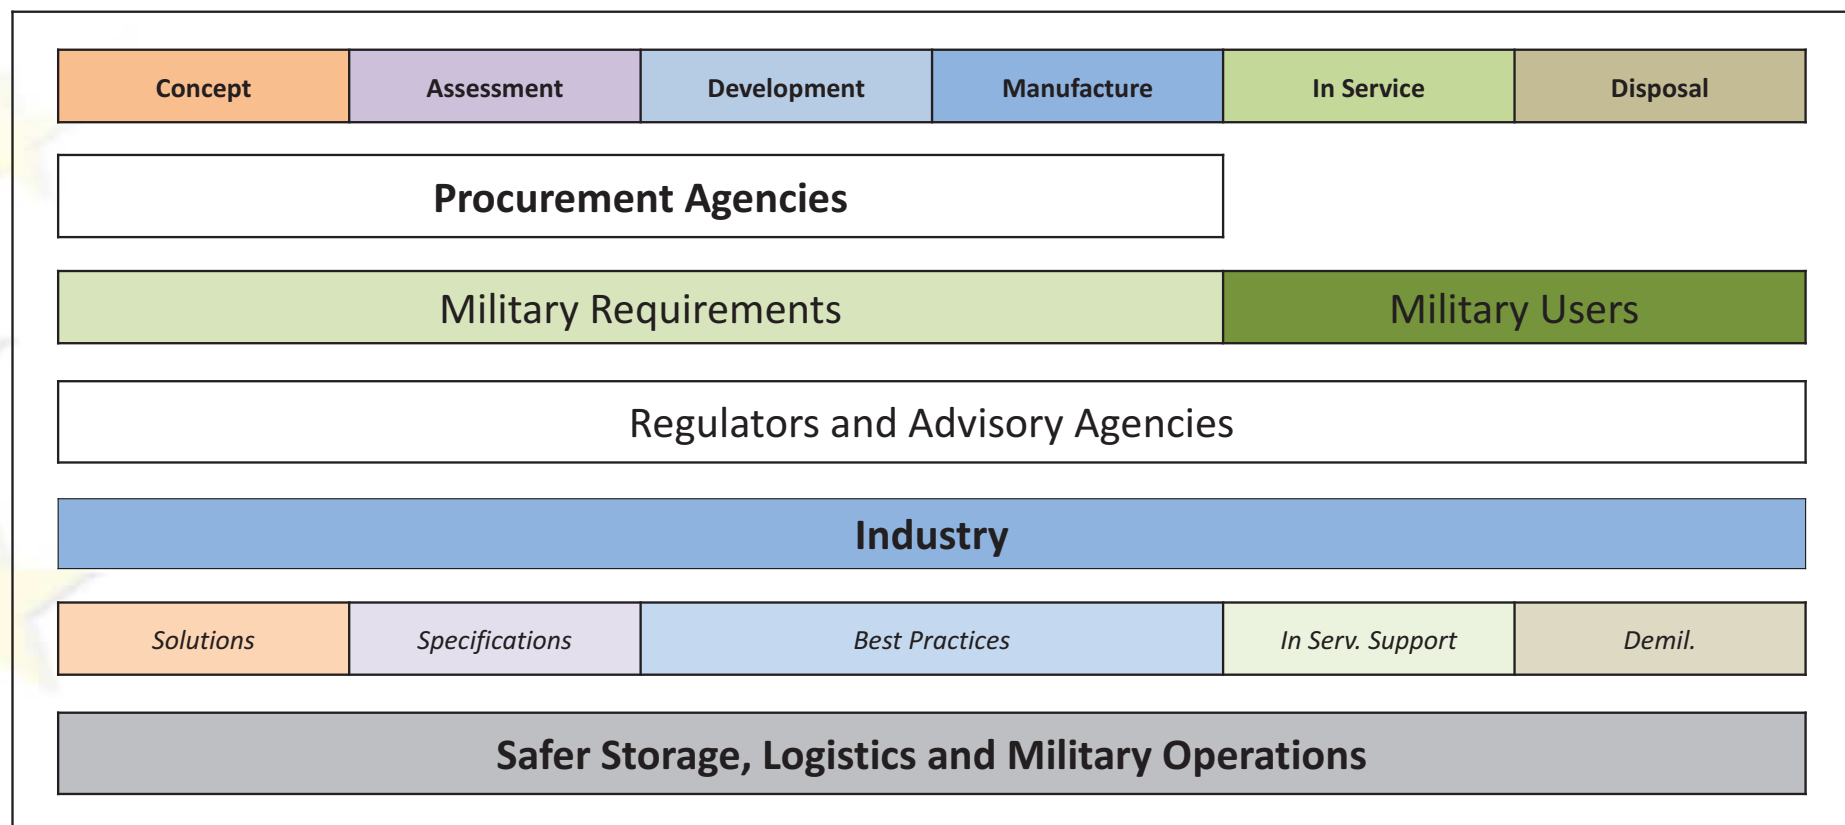 Concept Assessment Development Manufacture In Service Disposal
Procurement Agencies
Military Requirements Military Users
Regulators and Advisory Agencies
Industry
Solutions Specifications Best Practices In Serv. Support Demil.
Safer Storage, Logistics and Military Operations